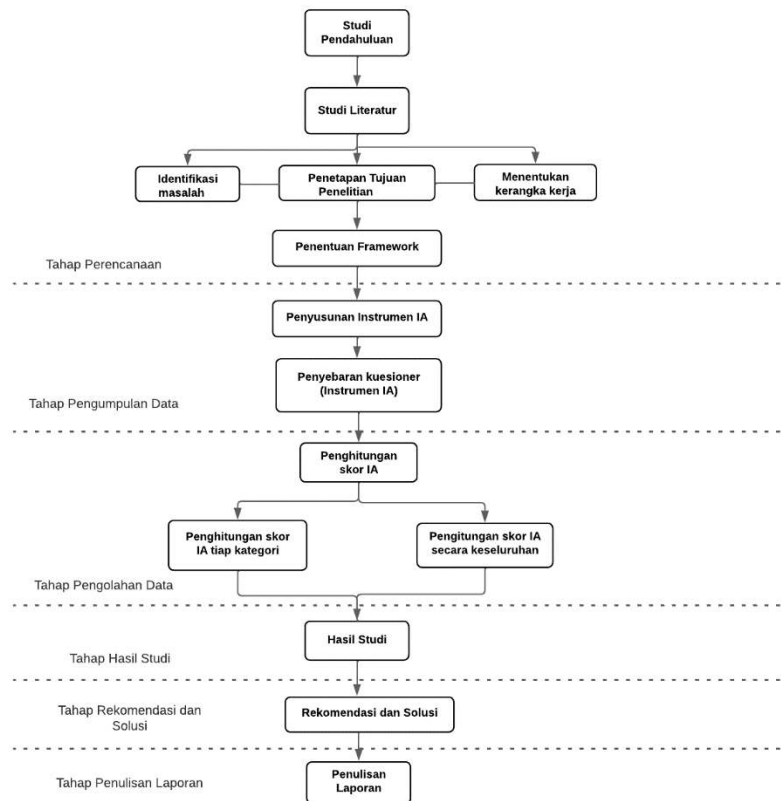 Studi
Pendahuluan
Studi Literatur
Identifikasi
masalah
Penetapan Tujuan
Penelitian
Menentukan
kerangka kerja
Penentuan Framework
Tahap Perencanaan
Penyusunan Instrumen IA
Penyebaran kuesioner
(Instrumen IA)
Tahap Pengumpulan Data
Penghitungan
skor IA
Penghitungan skor
IA tiap kategori
Pengitungan skor IA
secara keseluruhan
Tahap Pengolahan Data
Hasil Studi
Tahap Hasil Studi
Rekomendasi dan Solusi
Tahap Rekomendasi dan
Solusi
Penulisan
Laporan
Tahap Penulisan Laporan